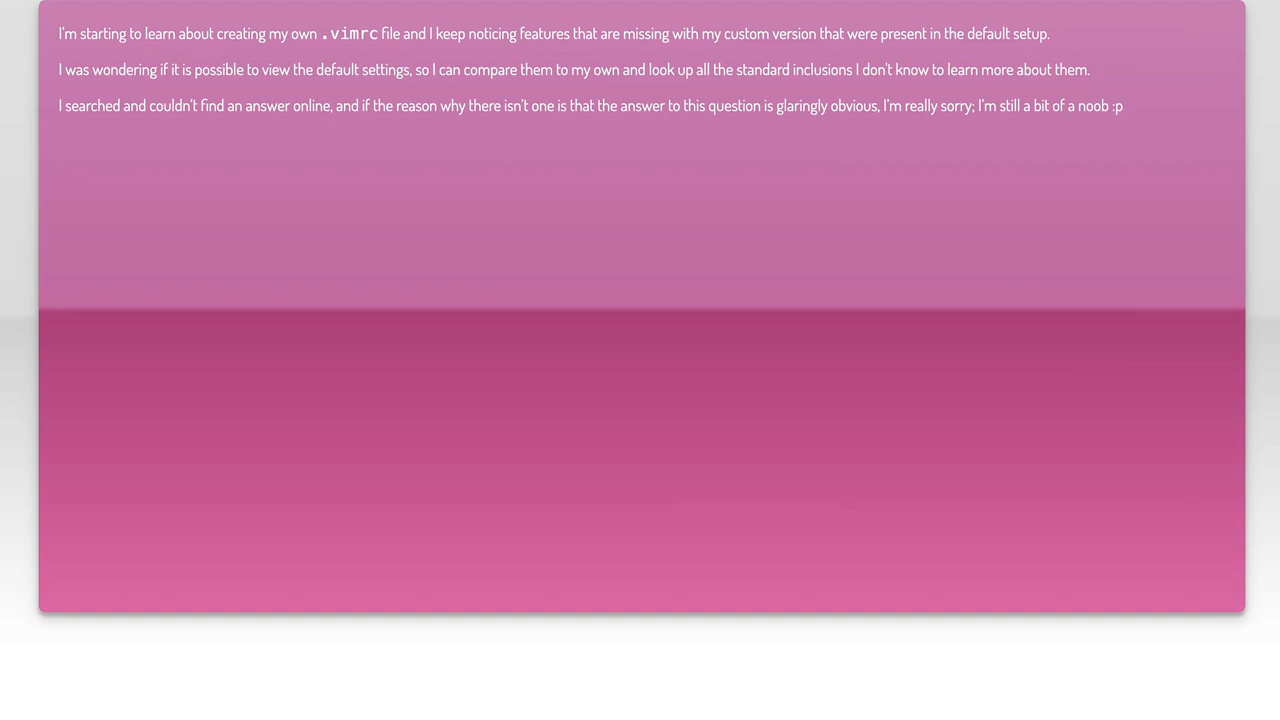 I'm starting to learn about creating my own .vimrc file and I keep noticing features that are missing with my custom version that were present in the default setup.
I was wondering if it is possible to view the default settings, so I can compare them to my own and look up all the standard inclusions I don't know to learn more about them.
I searched and couldn't find an answer online, and if the reason why there isn't one is that the answer to this question is glaringly obvious, I'm really sorry; I'm still a bit of a noob :p